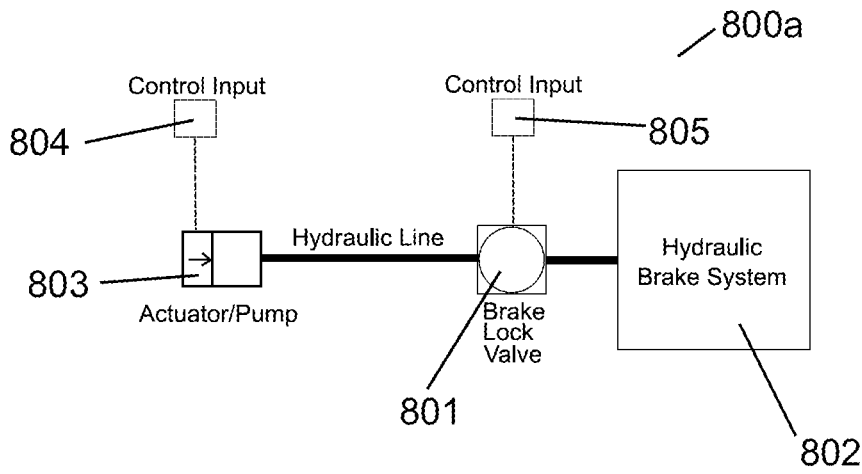 800a
Control Input
Control Input
804
805
Hydraulic Line
Hydraulic
Brake System
803
Actuator/Pump
Brake
Lock
Valve
801
802